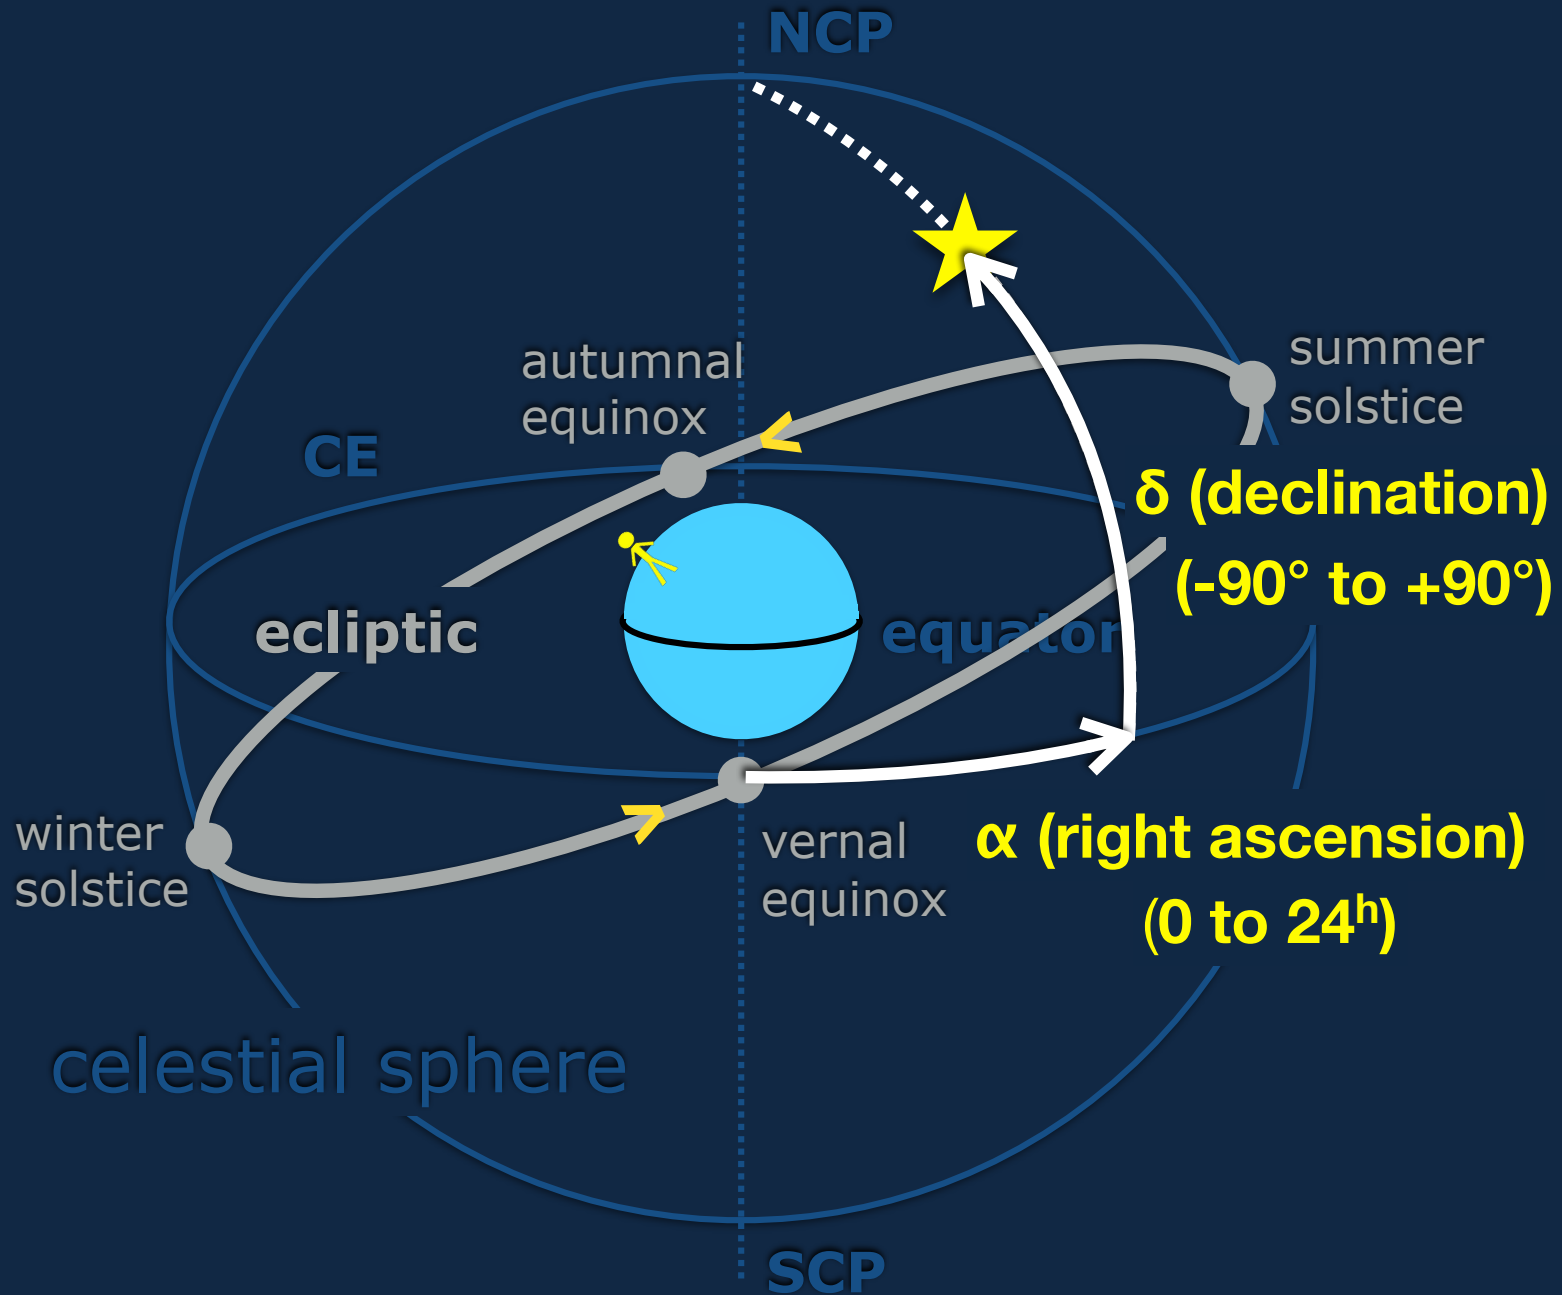 NCP
autumnal
equinox
summer
solstice
CE
δ (declination)
(-90° to +90°)
ecliptic
equator
winter
solstice
vernal
equinox
α (right ascension)
(0 to 24ʰ)
celestial sphere
SCP